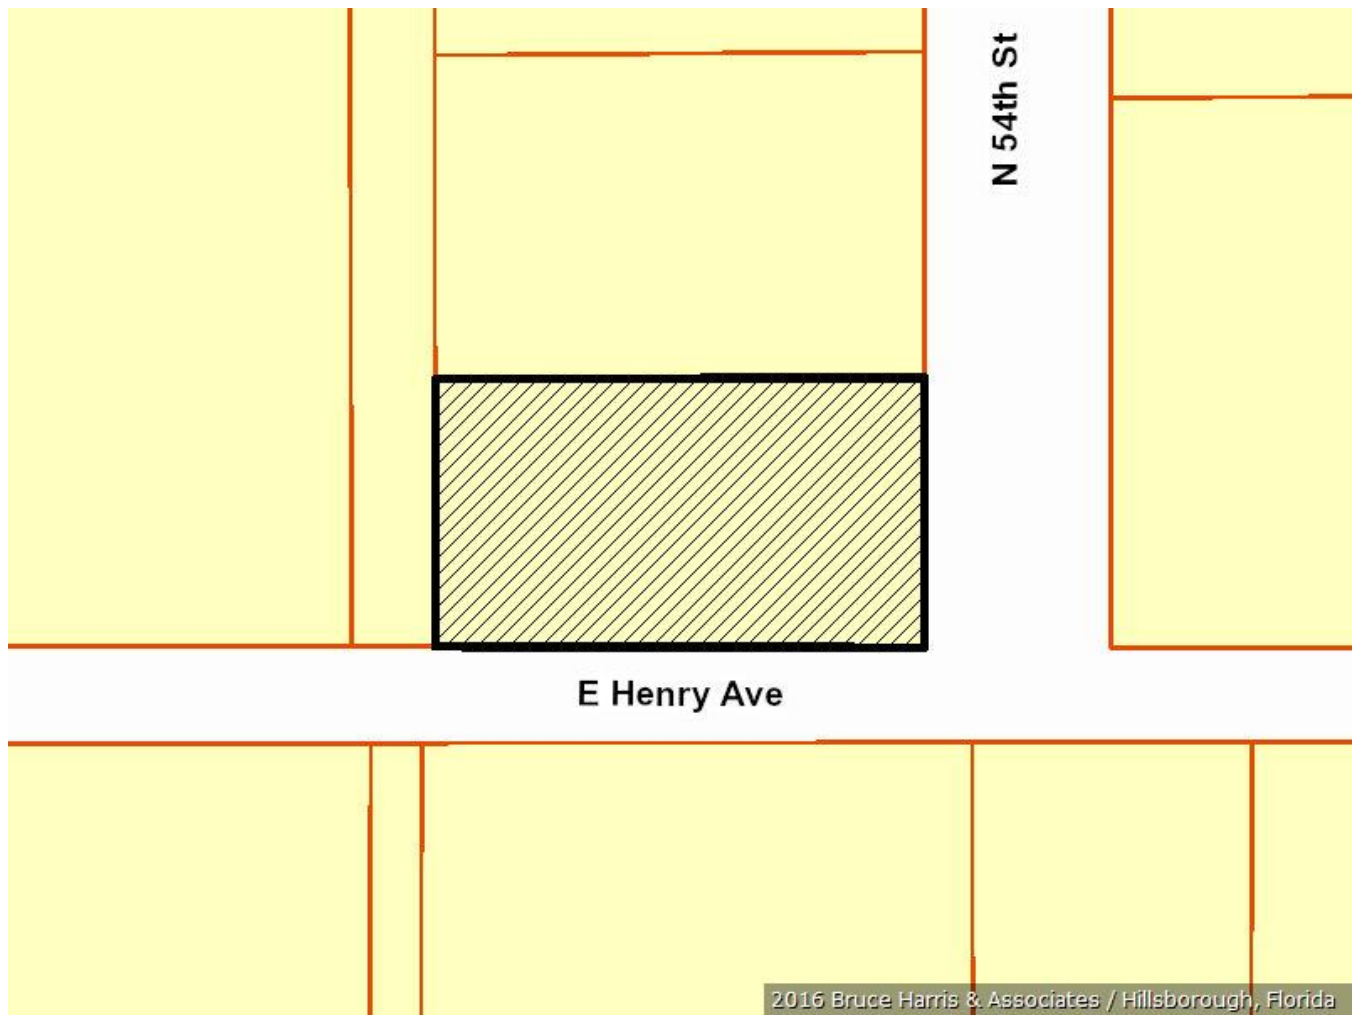 N 54th St
E Henry Ave
2016 Bruce Harris & Associates / Hillsborough, Florida